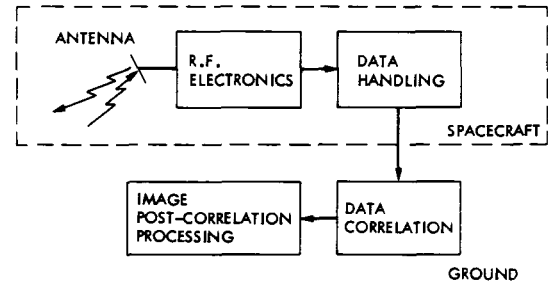 ANTENNA
R.F.
ELECTRONICS
DATA
HANDLING
SPACECRAFT
IMAGE
POST-CORRELATION
PROCESSING
DATA
CORRELATION
GROUND